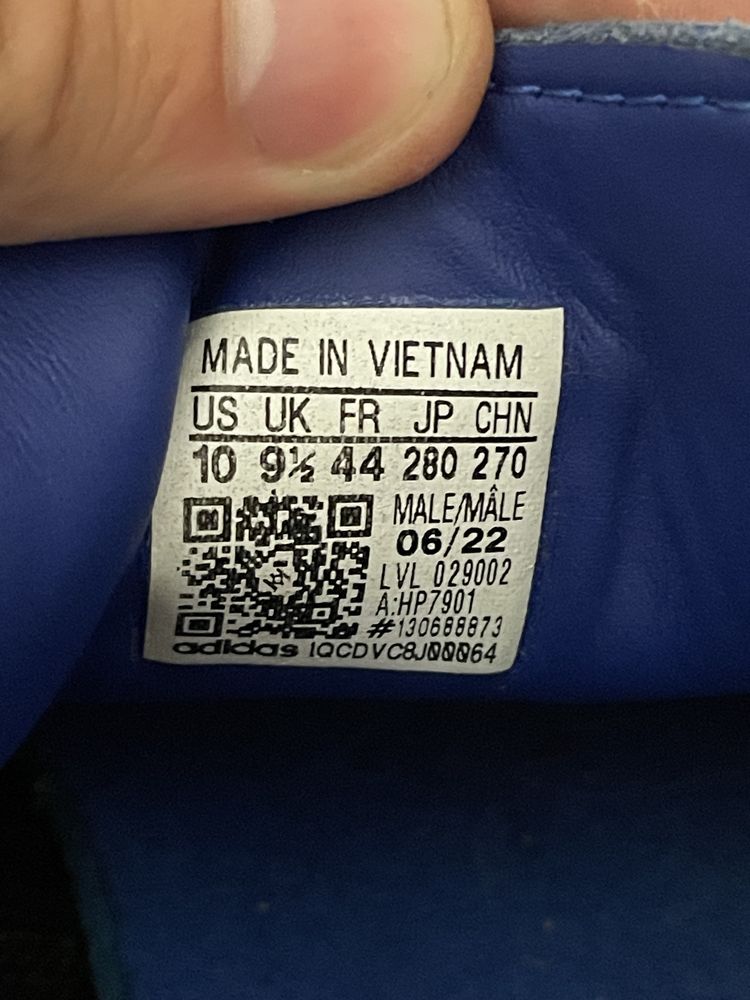 MADE IN VIETNAM
US UK FR JP CHN
10 9½ 44 280 270
MALE/MÂLE
06/22
LVL 029002
A:HP7901
#130688873
adidas 1QCDVC8J00064